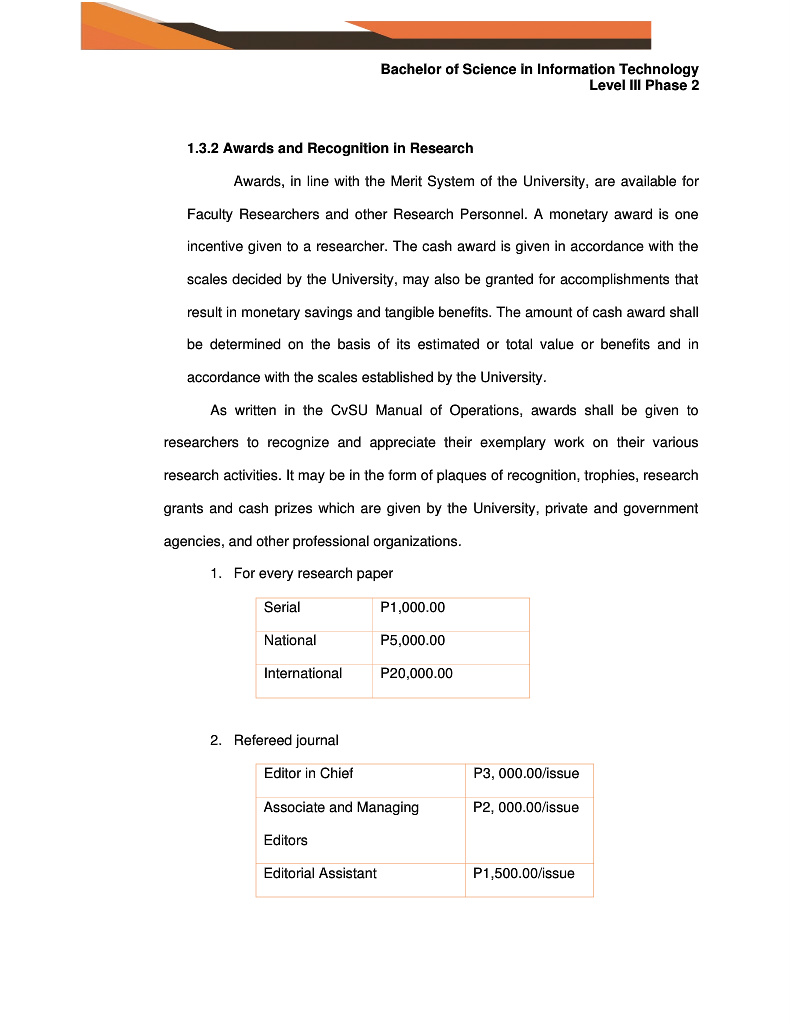 Bachelor of Science in Information Technology
Level III Phase 2
1.3.2 Awards and Recognition in Research
Awards, in line with the Merit System of the University, are available for
Faculty Researchers and other Research Personnel. A monetary award is one
incentive given to a researcher. The cash award is given in accordance with the
scales decided by the University, may also be granted for accomplishments that
result in monetary savings and tangible benefits. The amount of cash award shall
be determined on the basis of its estimated or total value or benefits and in
accordance with the scales established by the University.
As written in the CvSU Manual of Operations, awards shall be given to
researchers to recognize and appreciate their exemplary work on their various
research activities. It may be in the form of plaques of recognition, trophies, research
grants and cash prizes which are given by the University, private and government
agencies, and other professional organizations.
1. For every research paper
Serial P1,000.00
National P5,000.00
International P20,000.00
2. Refereed journal
Editor in Chief P3, 000.00/issue
Associate and Managing P2, 000.00/issue
Editors
Editorial Assistant P1,500.00/issue